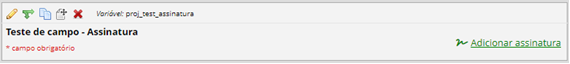 Variável: proj_test_assinatura
Teste de campo - Assinatura
* campo obrigatório
Adicionar assinatura